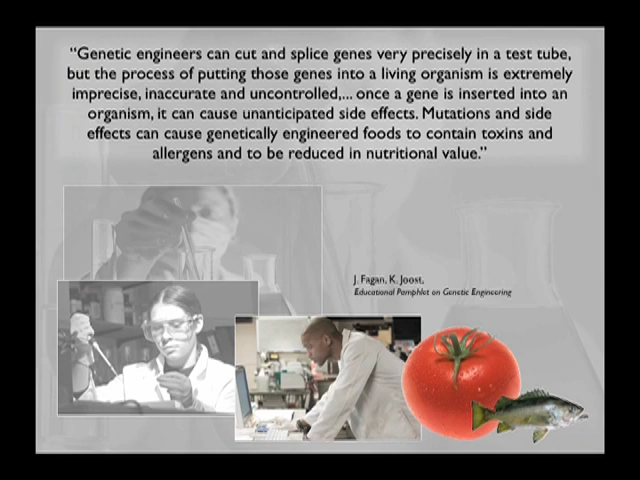 “Genetic engineers can cut and splice genes very precisely in a test tube,
but the process of putting those genes into a living organism is extremely
imprecise, inaccurate and uncontrolled,... once a gene is inserted into an
organism, it can cause unanticipated side effects. Mutations and side
effects can cause genetically engineered foods to contain toxins and
allergens and to be reduced in nutritional value.”
J. Fagan, K. Joost,
Educational Pamphlet on Genetic Engineering